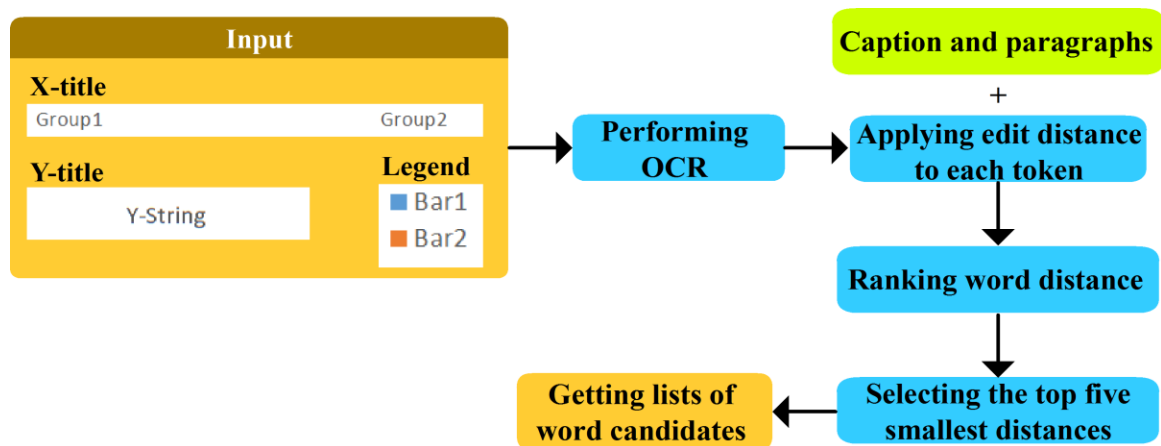 Input
X-title
Group1 Group2
Y-title
Y-String
Legend
Bar1
Bar2
Performing
OCR
Caption and paragraphs
+
Applying edit distance
to each token
Ranking word distance
Selecting the top five
smallest distances
Getting lists of
word candidates